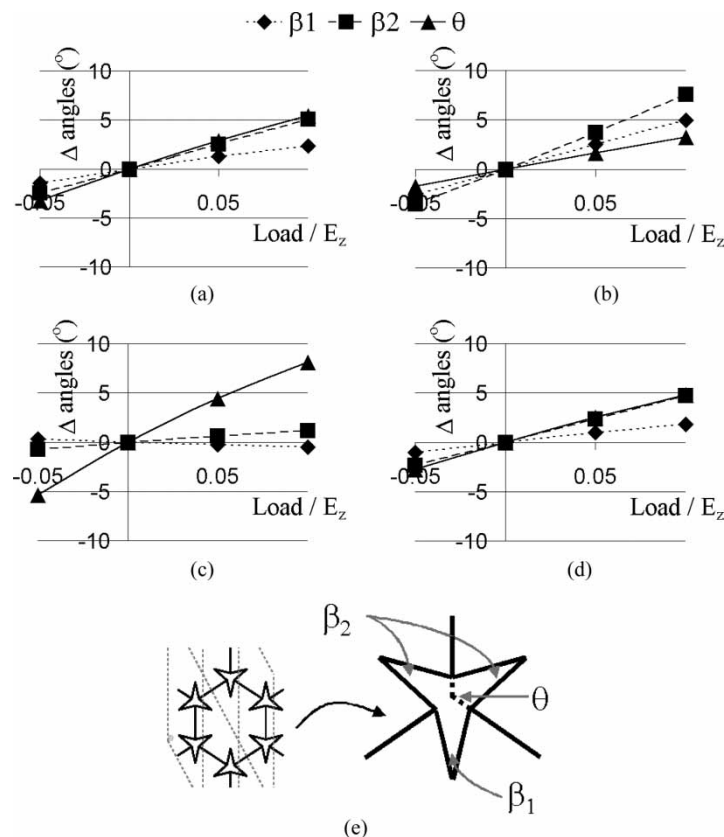 β1 β2 θ
Δ angles (º)
10
5
0
-0.05
0.05
-5
Load / Ez
-10
(a)
Δ angles (º)
10
5
0
-0.05
0.05
-5
Load / Ez
-10
(b)
Δ angles (º)
10
5
0
-0.05
0.05
-5
Load / Ez
-10
(c)
Δ angles (º)
10
5
0
-0.05
0.05
-5
Load / Ez
-10
(d)
β2
θ
β1
(e)